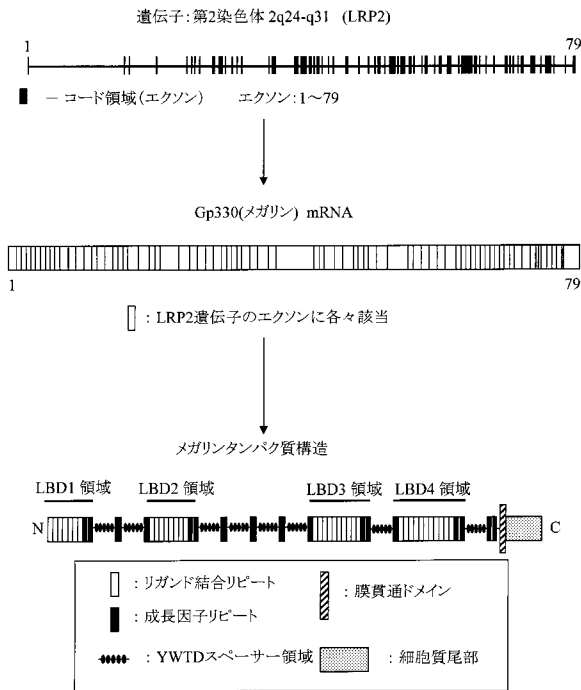 遺伝子:第2染色体 2q24-q31 (LRP2)
1 79
－コード領域(エクソン) エクソン:1～79
Gp330(メガリン) mRNA
1 79
: LRP2遺伝子のエクソンに各々該当
メガリンタンパク質構造
LBD1 領域 LBD2 領域 LBD3 領域 LBD4 領域
N C
: リガンド結合リピート : 膜貫通ドメイン
: 成長因子リピート
: YWTDスペーサー領域 : 細胞質尾部